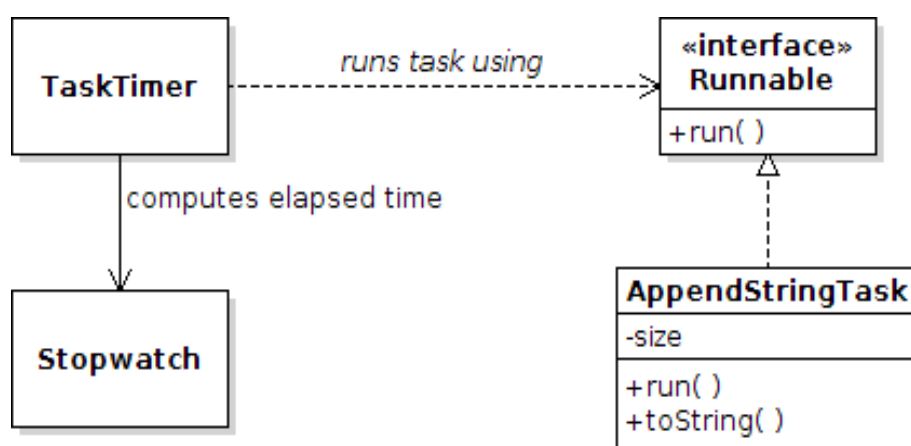 TaskTimer
runs task using
«interface»
Runnable
+run( )
computes elapsed time
Stopwatch
AppendStringTask
-size
+run( )
+toString( )